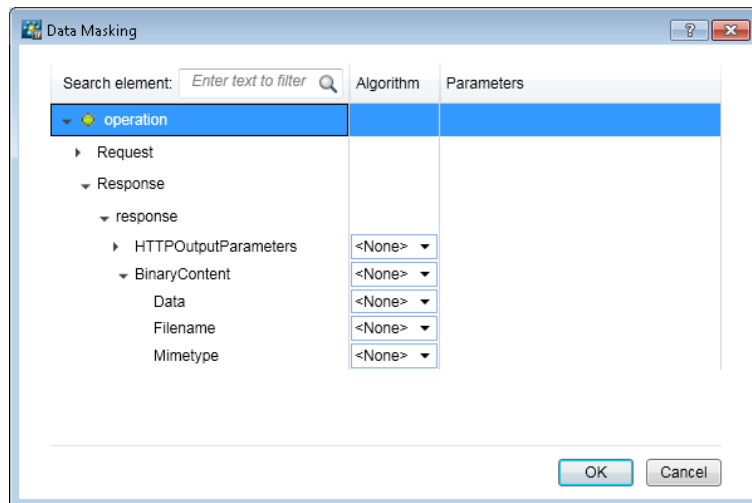 Data Masking
Search element: Enter text to filter Algorithm Parameters
operation
Request
Response
response
HTTPOutputParameters <None>
BinaryContent <None>
Data <None>
Filename <None>
Mimetype <None>
OK Cancel